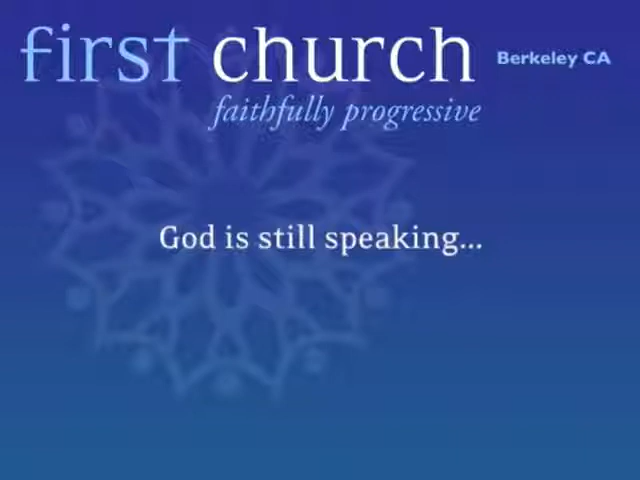 first church Berkeley CA
faithfully progressive
God is still speaking...